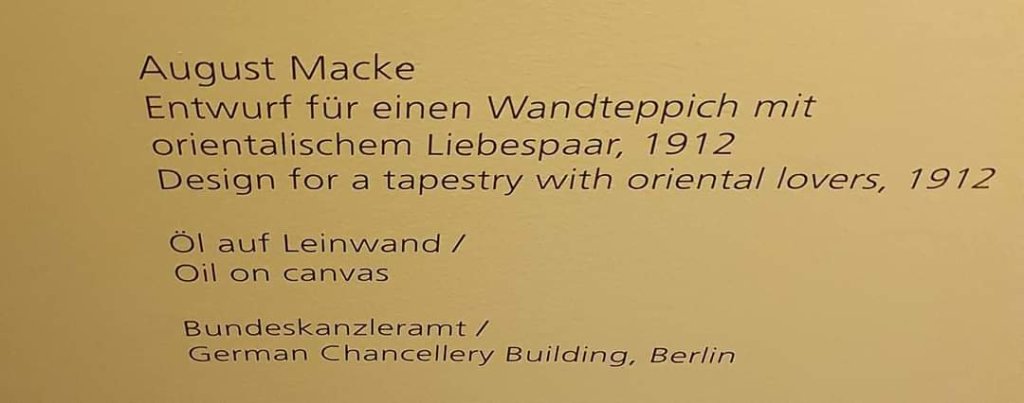 August Macke
Entwurf für einen Wandteppich mit
orientalischem Liebespaar, 1912
Design for a tapestry with oriental lovers, 1912
Öl auf Leinwand /
Oil on canvas
Bundeskanzleramt /
German Chancellery Building, Berlin